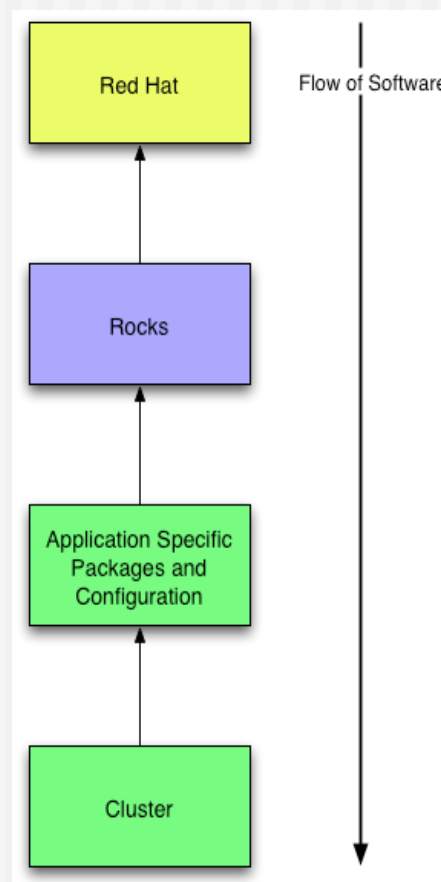 Red Hat
Flow of Software
Rocks
Application Specific
Packages and
Configuration
Cluster